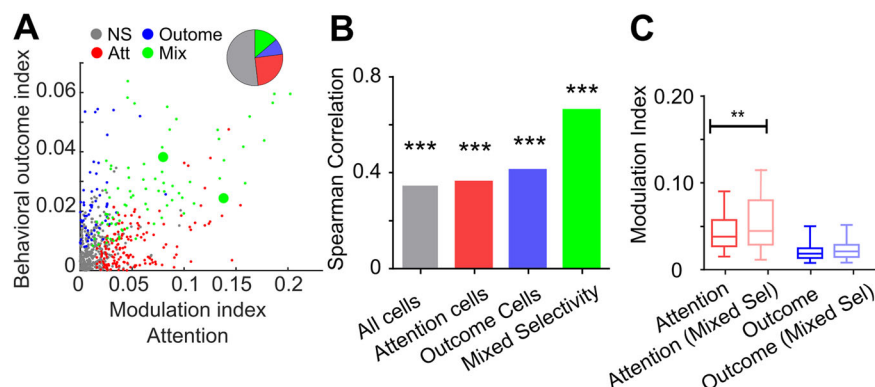 A
NS
Outome
Att
Mix
Behavioral outcome index
0.06
0.04
0.02
0
0
0.05
0.1
0.15
0.2
Modulation index
Attention
B
Spearman Correlation
0.8
0.4
0
***
***
***
***
All cells
Attention cells
Outcome Cells
Mixed Selectivity
C
Modulation Index
0.20
0.10
0
**
Attention
Attention (Mixed Sel)
Outcome
Outcome (Mixed Sel)